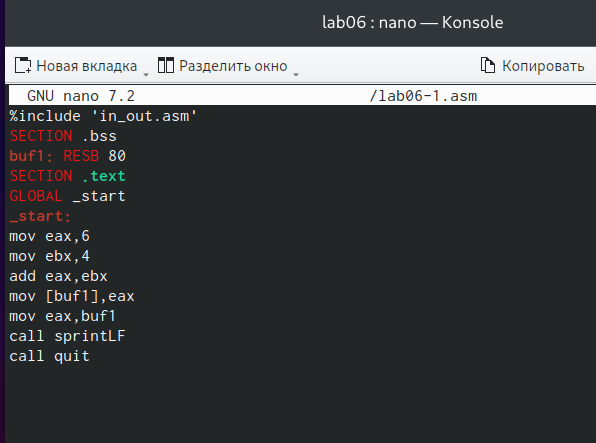 lab06 : nano — Konsole
Новая вкладка Разделить окно Копировать
GNU nano 7.2 /lab06-1.asm
%include 'in_out.asm'
SECTION .bss
buf1: RESB 80
SECTION .text
GLOBAL _start
_start:
mov eax,6
mov ebx,4
add eax,ebx
mov [buf1],eax
mov eax,buf1
call sprintLF
call quit